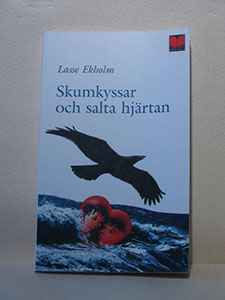 Lasse Ekholm
Skumkyssar
och salta hjärtan